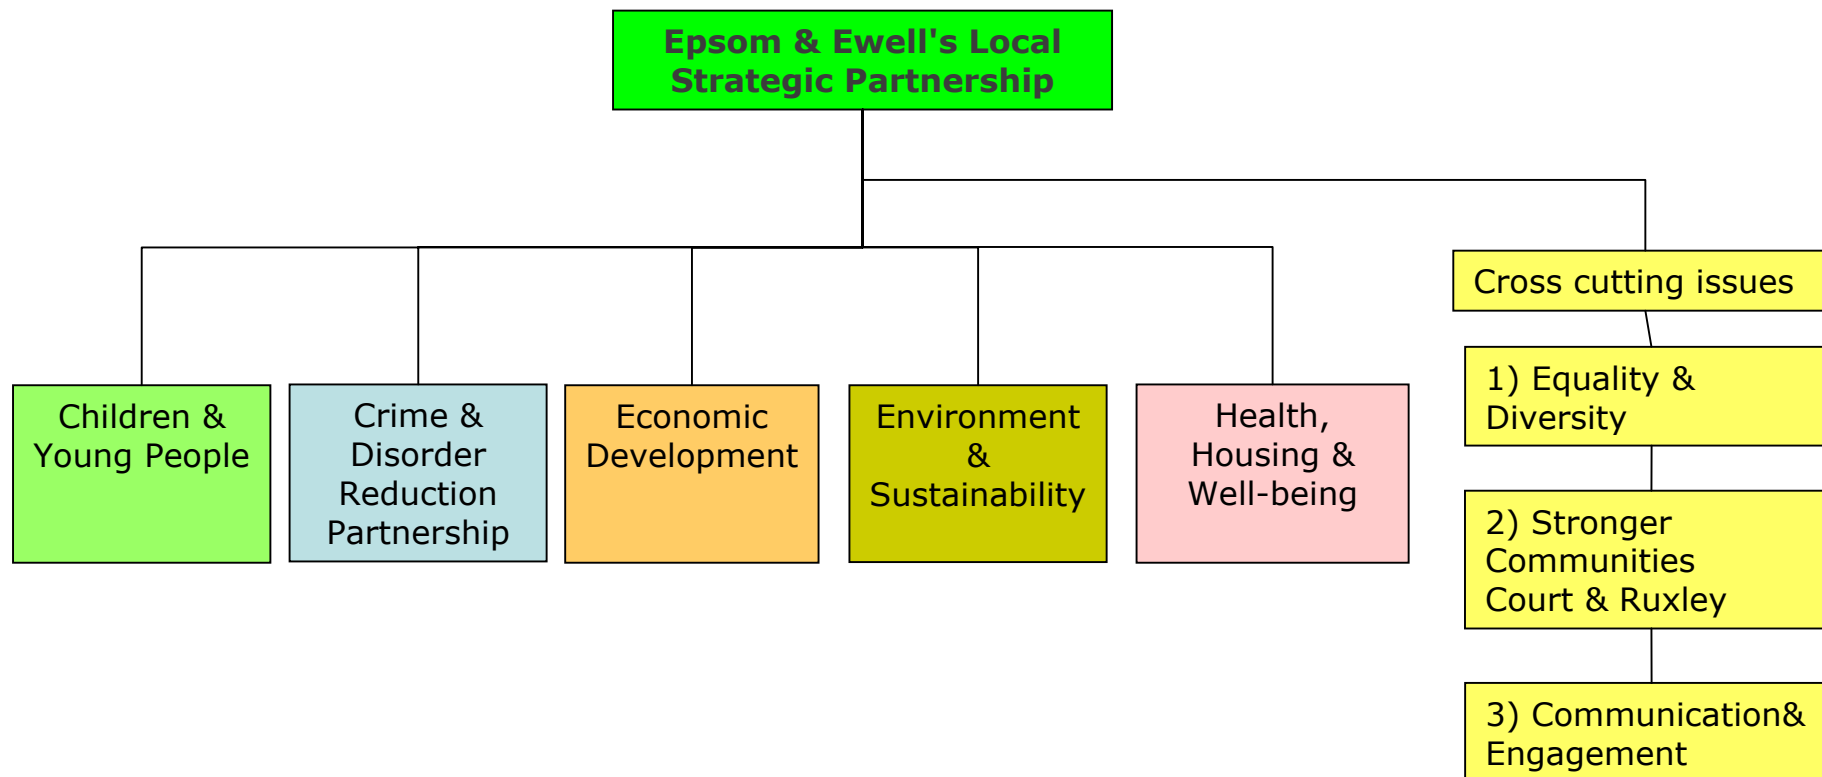 Epsom & Ewell's Local
Strategic Partnership
Cross cutting issues
1) Equality &
Diversity
Children &
Young People
Crime &
Disorder
Reduction
Partnership
Economic
Development
Environment
&
Sustainability
Health,
Housing &
Well-being
2) Stronger
Communities
Court & Ruxley
3) Communication&
Engagement